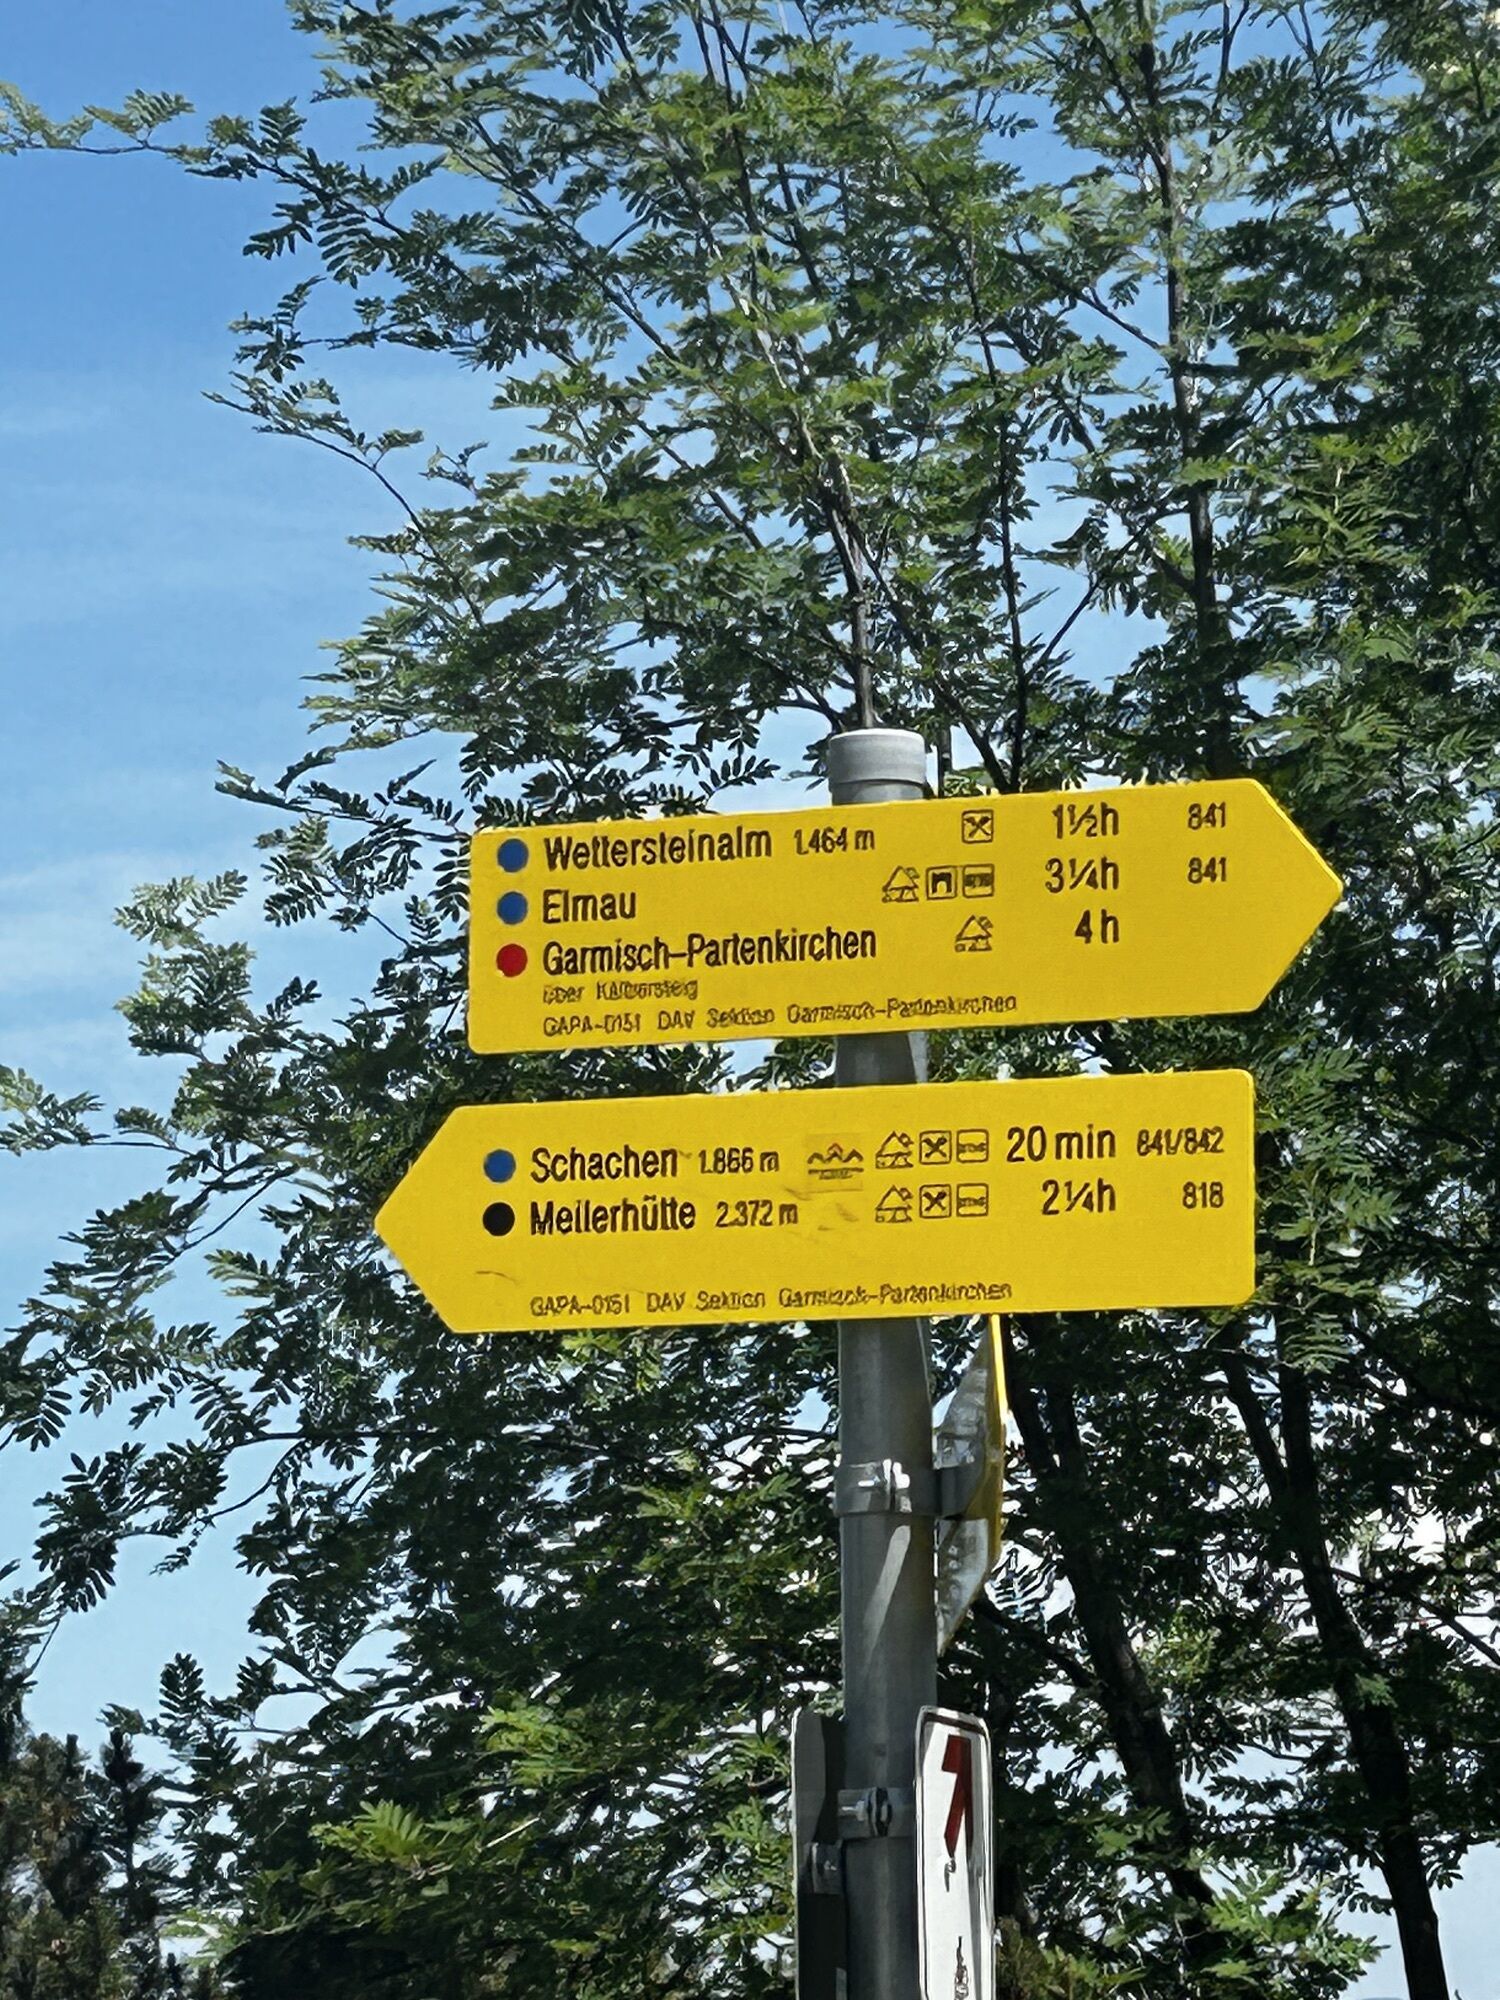 Wettersteinalm 1.464 m 1½h 841
Elmau 3¼h 841
Garmisch-Partenkirchen 4 h
über Kälbersteig
GAPA-0151 DAV Sektion Garmisch-Partenkirchen
Schachen 1.866 m 20 min 841/842
Meilerhütte 2.372 m 2¼h 818
GAPA-0151 DAV Sektion Garmisch-Partenkirchen